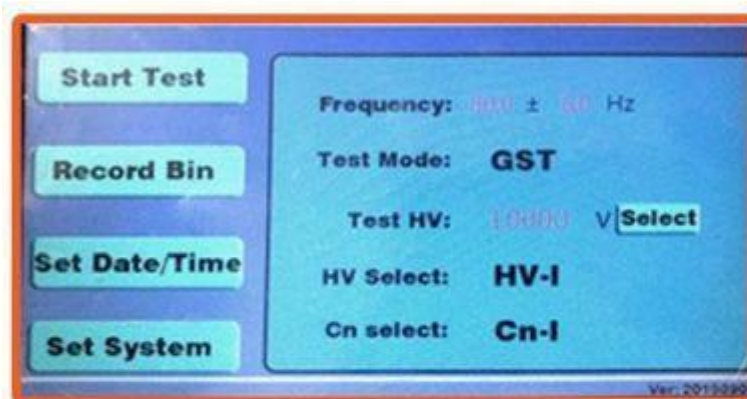 Start Test
Record Bin
Set Date/Time
Set System
Frequency: ± Hz
Test Mode: GST
Test HV: 10000 V Select
HV Select: HV-I
Cn select: Cn-I